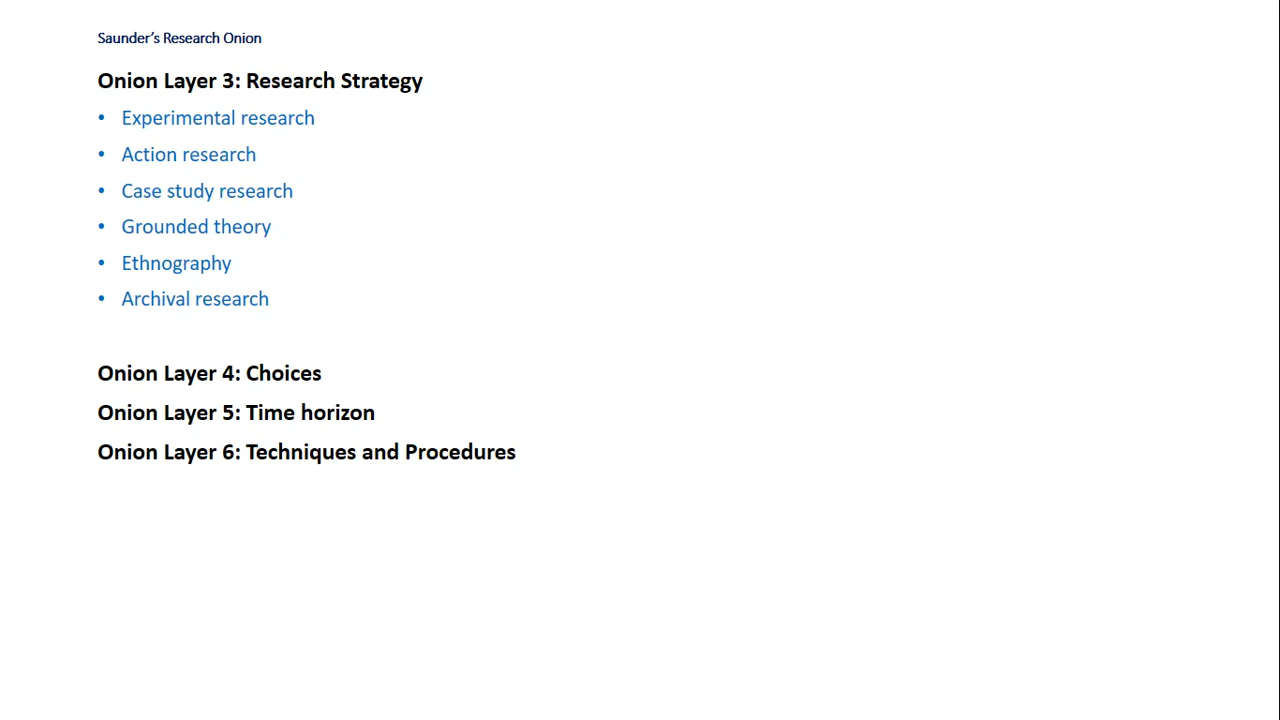 Saunder’s Research Onion
Onion Layer 3: Research Strategy
• Experimental research
• Action research
• Case study research
• Grounded theory
• Ethnography
• Archival research
Onion Layer 4: Choices
Onion Layer 5: Time horizon
Onion Layer 6: Techniques and Procedures